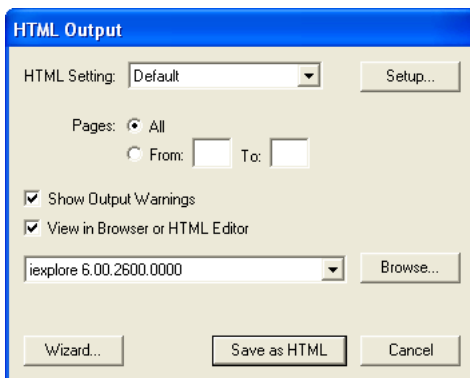 HTML Output
HTML Setting: Default Setup...
Pages: All
From: To:
Show Output Warnings
View in Browser or HTML Editor
iexplore 6.00.2600.0000 Browse...
Wizard... Save as HTML Cancel